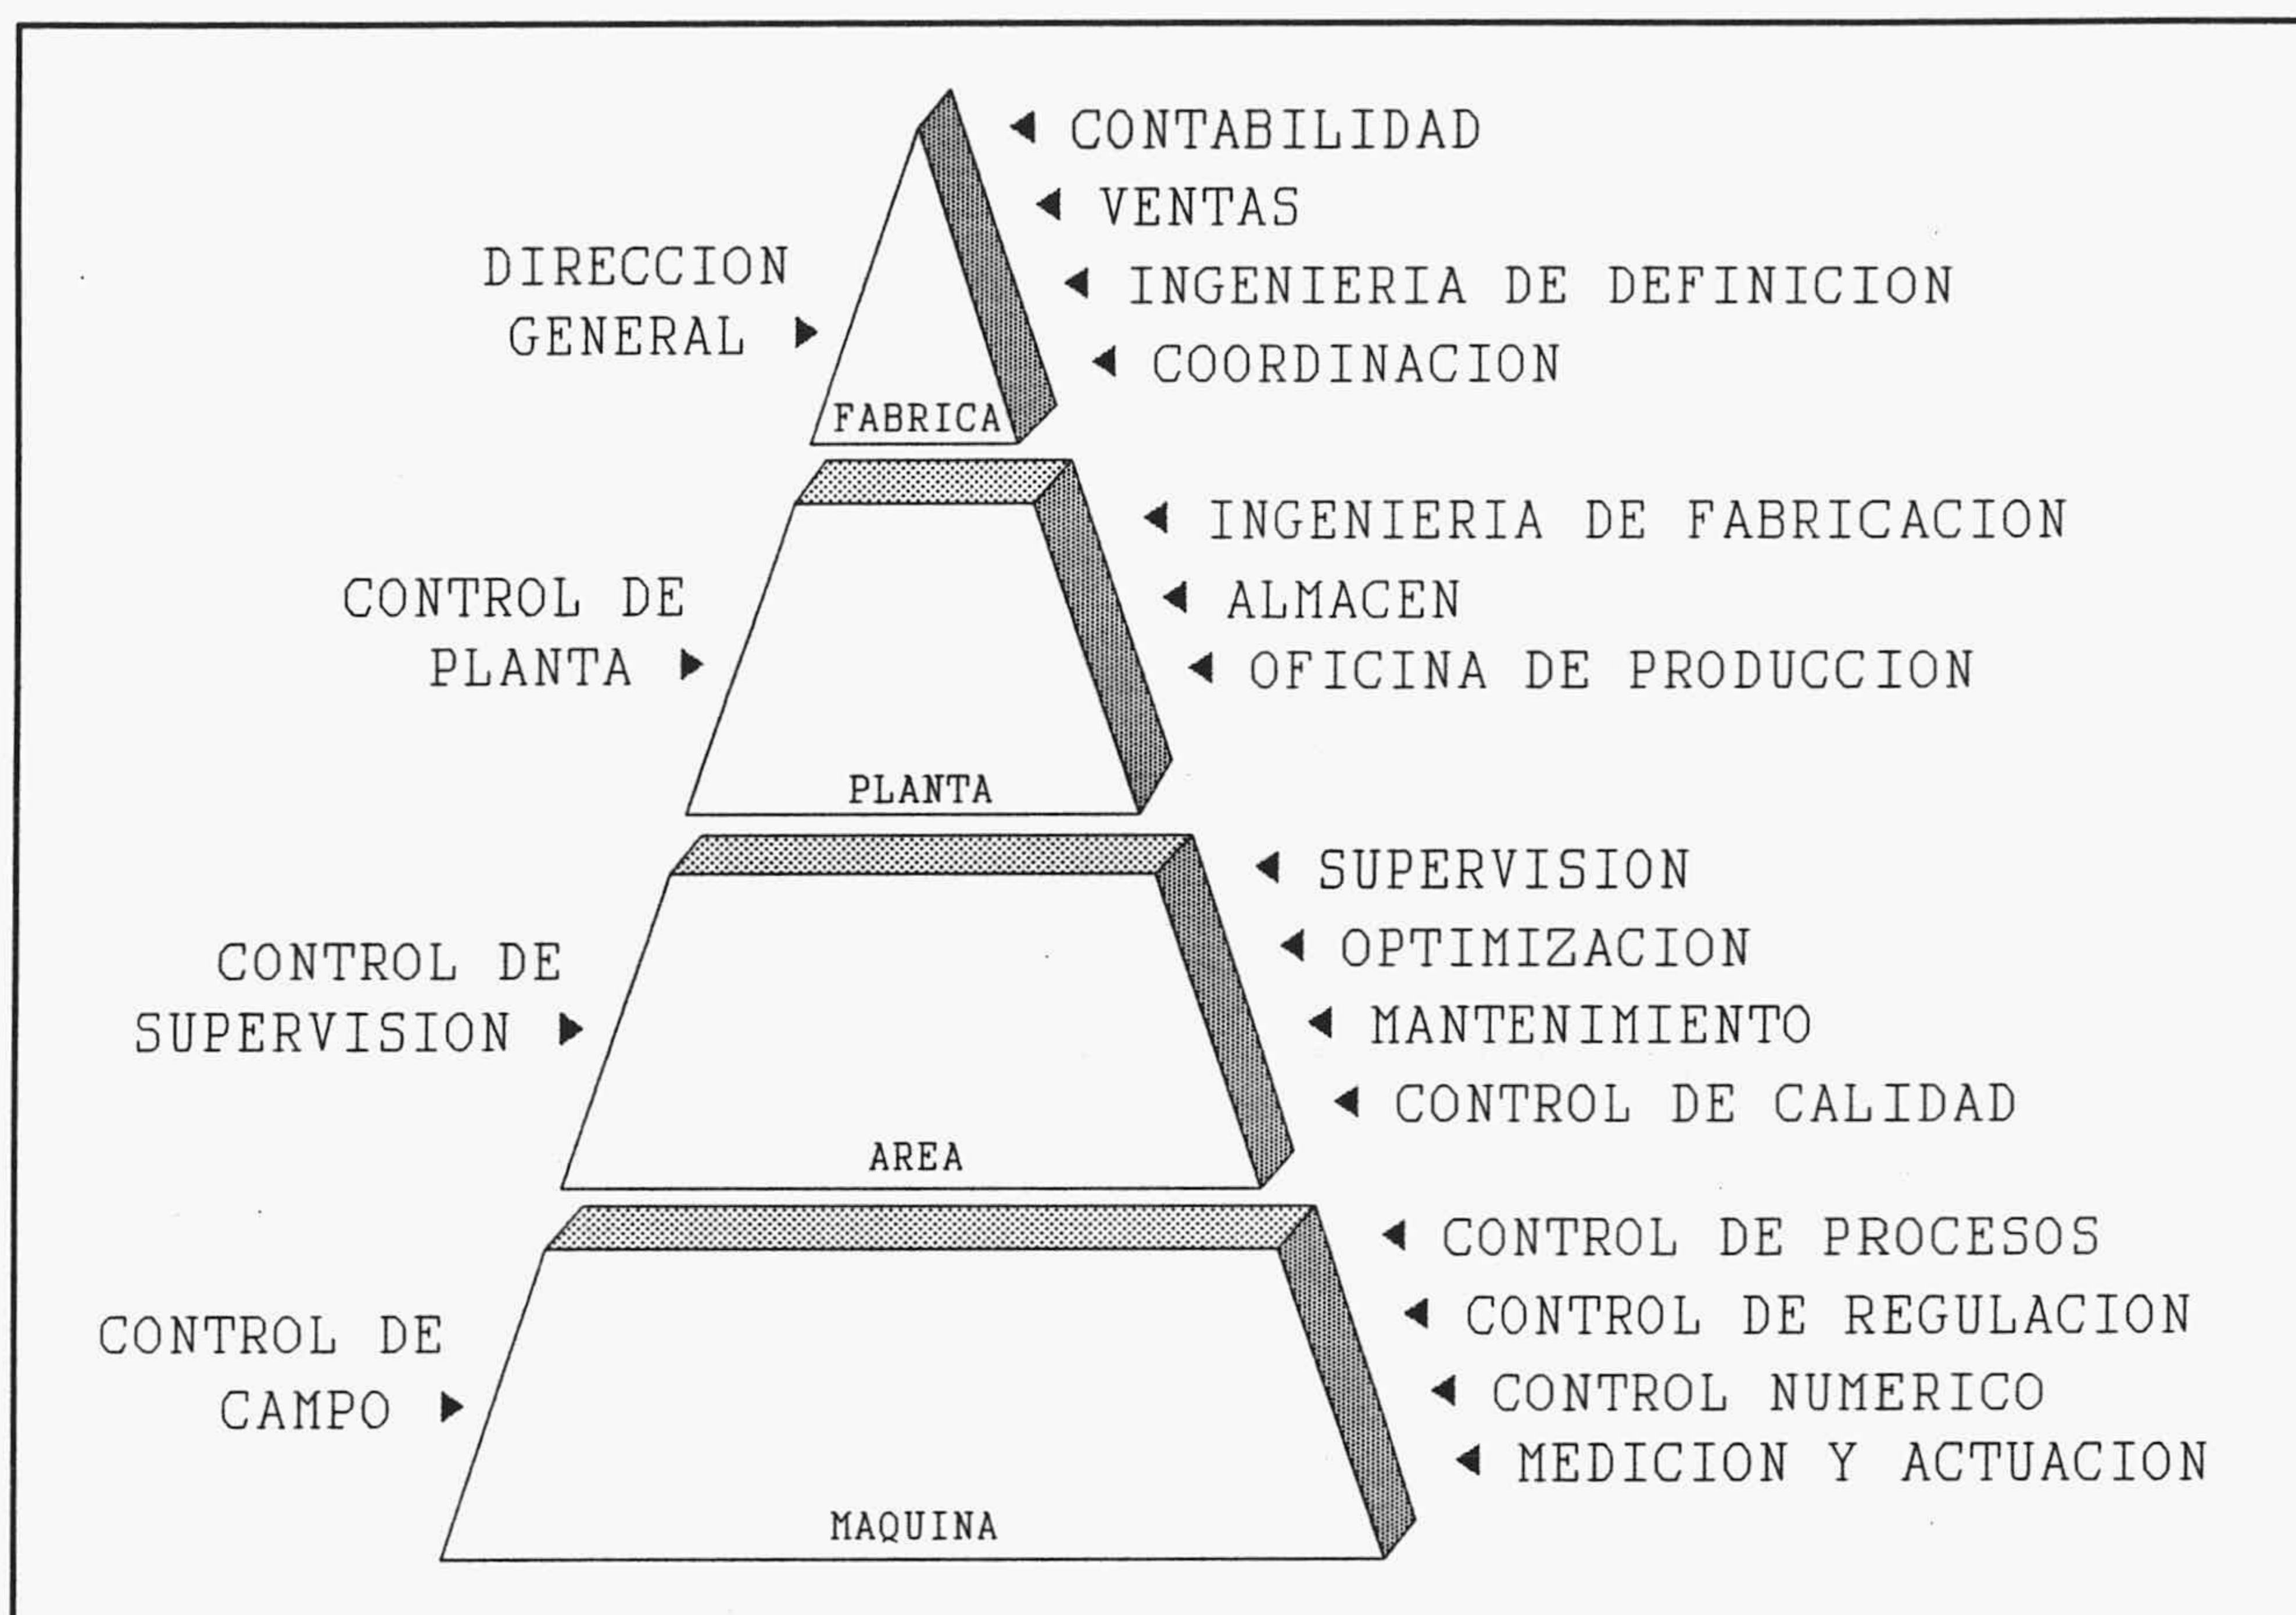 CONTABILIDAD
VENTAS
DIRECCION
GENERAL
INGENIERIA DE DEFINICION
COORDINACION
FABRICA
INGENIERIA DE FABRICACION
CONTROL DE
PLANTA
ALMACEN
OFICINA DE PRODUCCION
PLANTA
SUPERVISION
CONTROL DE
SUPERVISION
OPTIMIZACION
MANTENIMIENTO
CONTROL DE CALIDAD
AREA
CONTROL DE PROCESOS
CONTROL DE
CAMPO
CONTROL DE REGULACION
CONTROL NUMERICO
MEDICION Y ACTUACION
MAQUINA